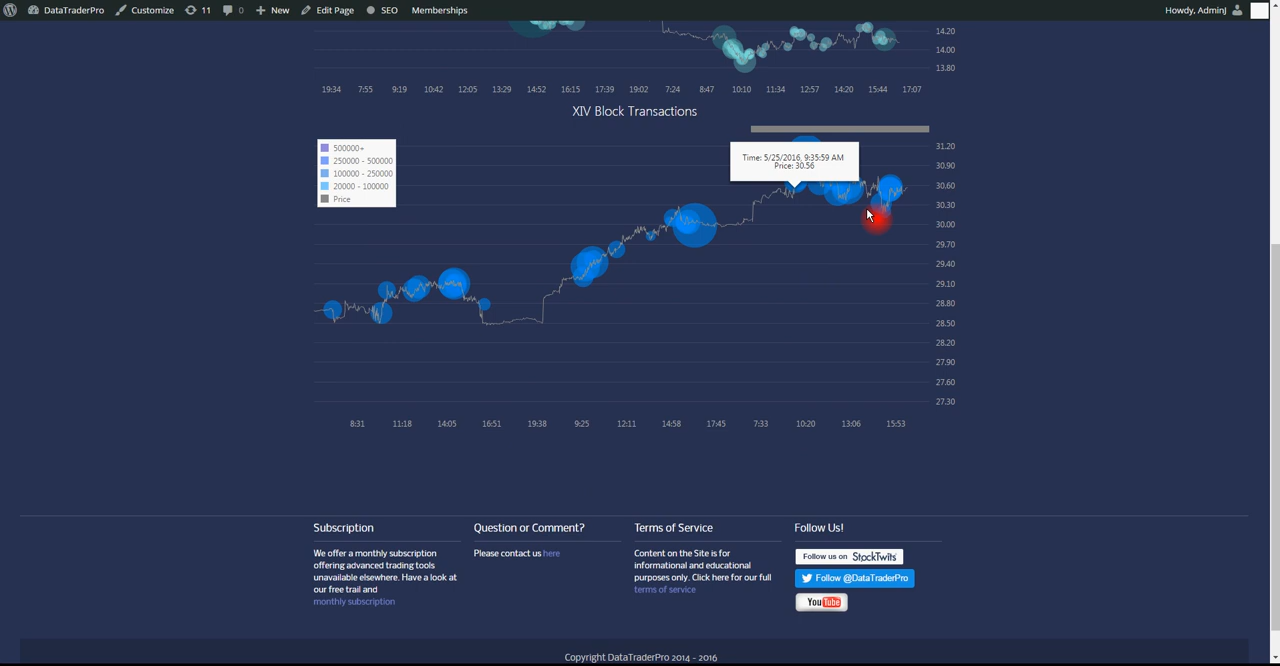 DataTraderPro Customize 11 0 New Edit Page SEO Memberships Howdy, AdminJ
14.20
14.00
13.80
19:34 7:55 9:19 10:42 12:05 13:29 14:52 16:15 17:39 19:02 7:24 8:47 10:10 11:34 12:57 14:20 15:44 17:07
XIV Block Transactions
500000+
250000 - 500000
100000 - 250000
20000 - 100000
Price
Time: 5/25/2016, 9:35:59 AM
Price: 30.56
31.20
30.90
30.60
30.30
30.00
29.70
29.40
29.10
28.80
28.50
28.20
27.90
27.60
27.30
8:31 11:18 14:05 16:51 19:38 9:25 12:11 14:58 17:45 7:33 10:20 13:06 15:53
Subscription
We offer a monthly subscription
offering advanced trading tools
unavailable elsewhere. Have a look at
our free trail and
monthly subscription
Question or Comment?
Please contact us here
Terms of Service
Content on the Site is for
informational and educational
purposes only. Click here for our full
terms of service
Follow Us!
Follow us on StockTwits
Follow @DataTraderPro
YouTube
Copyright DataTraderPro 2014 - 2016